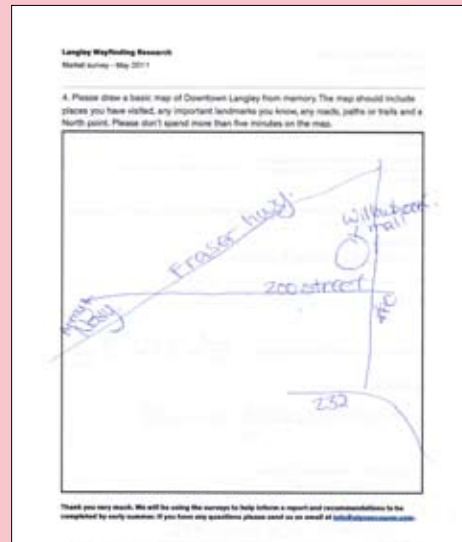 Langley Wayfinding Research
Market survey - May 2011
4. Please draw a basic map of Downtown Langley from memory. The map should include
places you have visited, any important landmarks you know, any roads, paths or trails and a
North point. Please don't spend more than five minutes on the map.
Willowbrook
mall
Fraser hwy.
200 street
Army &
Navy
232
Thank you very much. We will be using the surveys to help inform a report and recommendations to be
completed by early summer. If you have any questions please send us an email at